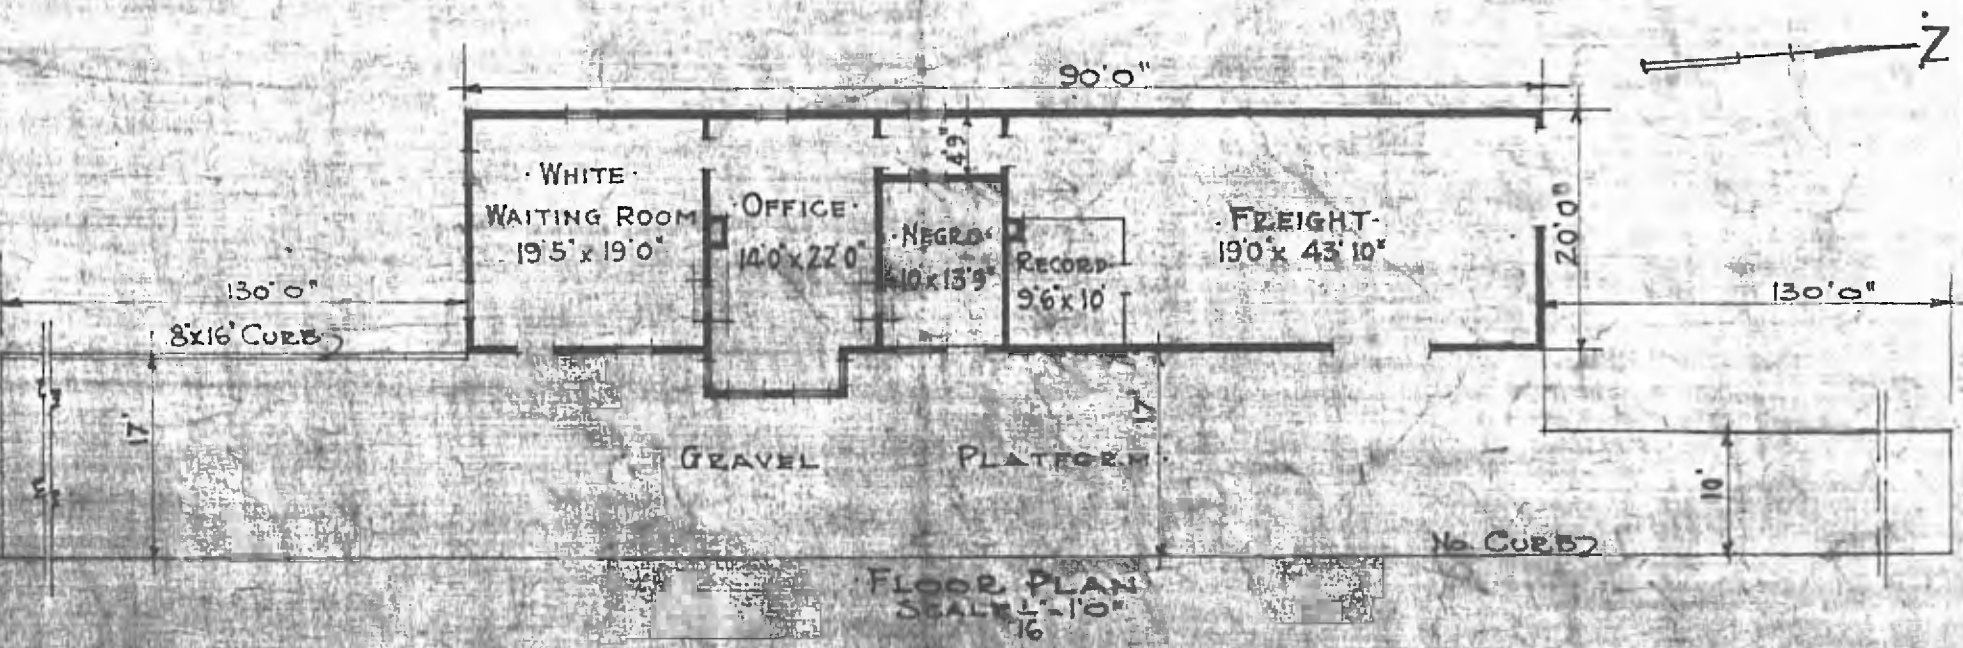 N
90'0"
· WHITE ·
WAITING ROOM
19'5" x 19'0"
· OFFICE ·
14'0" x 22'0"
4'9"
· NEGRO ·
10 x 13'9"
RECORD
9'6" x 10'
· FREIGHT ·
19'0" x 43'10"
20'0"
130'0"
130'0"
8"x16' CURB
17'
17'
10'
GRAVEL PLATFORM ·
No. CURB
FLOOR PLAN
SCALE 1/16" - 1'0"